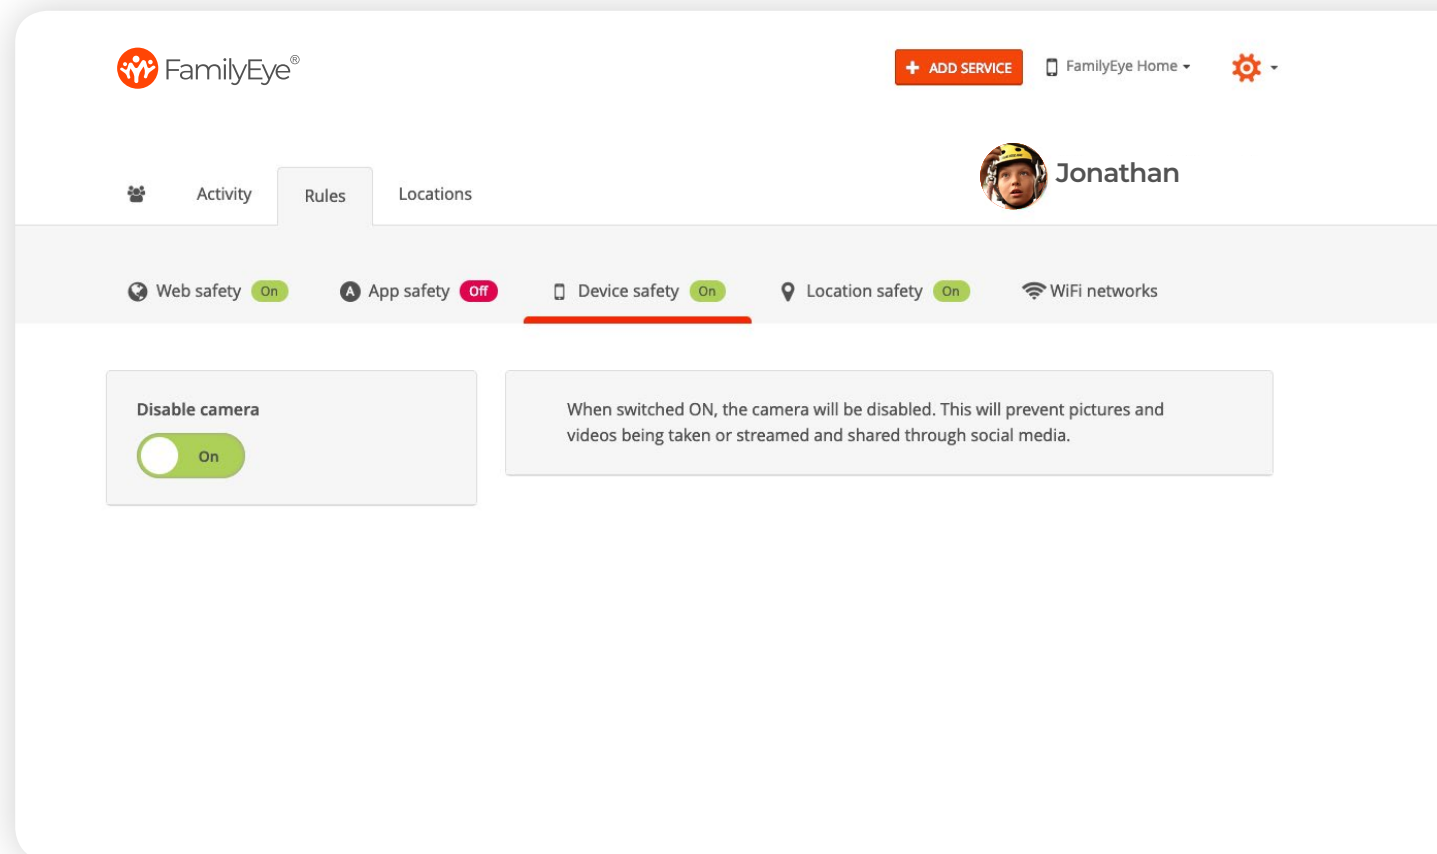 FamilyEye®
ADD SERVICE
FamilyEye Home
Jonathan
Activity
Rules
Locations
Web safety On
App safety Off
Device safety On
Location safety On
WiFi networks
Disable camera
On
When switched ON, the camera will be disabled. This will prevent pictures and
videos being taken or streamed and shared through social media.